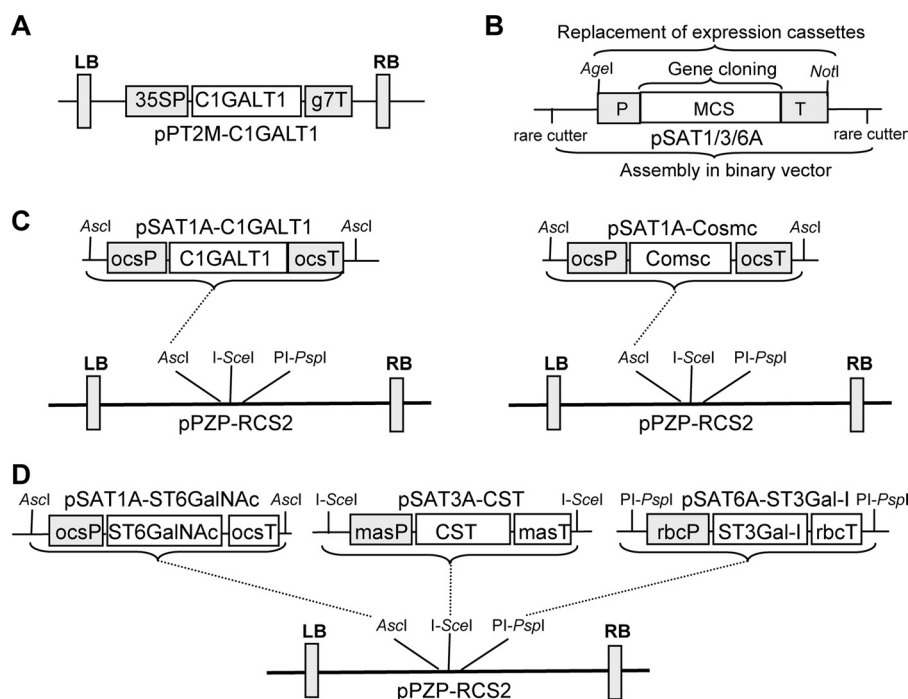 A
LB
RB
35SP C1GALT1 g7T
pPT2M-C1GALT1
B
Replacement of expression cassettes
AgeI
Gene cloning
NotI
P MCS T
rare cutter
pSAT1/3/6A
rare cutter
Assembly in binary vector
C
pSAT1A-C1GALT1
AscI
AscI
ocsP C1GALT1 ocsT
AscI I-SceI PI-PspI
LB
RB
pPZP-RCS2
pSAT1A-Cosmc
AscI
AscI
ocsP Comsc ocsT
AscI I-SceI PI-PspI
LB
RB
pPZP-RCS2
D
AscI pSAT1A-ST6GalNAc AscI
ocsP ST6GalNAc ocsT
I-SceI pSAT3A-CST I-SceI
masP CST masT
PI-PspI pSAT6A-ST3Gal-I PI-PspI
rbcP ST3Gal-I rbcT
AscI I-SceI PI-PspI
LB
RB
pPZP-RCS2